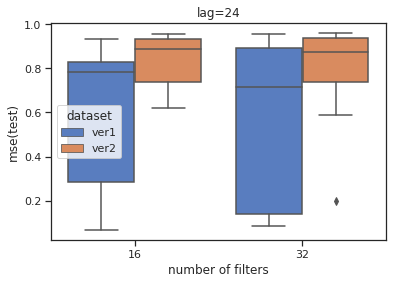 lag=24
mse(test)
1.0
0.8
0.6
0.4
0.2
dataset
ver1
ver2
16
32
number of filters